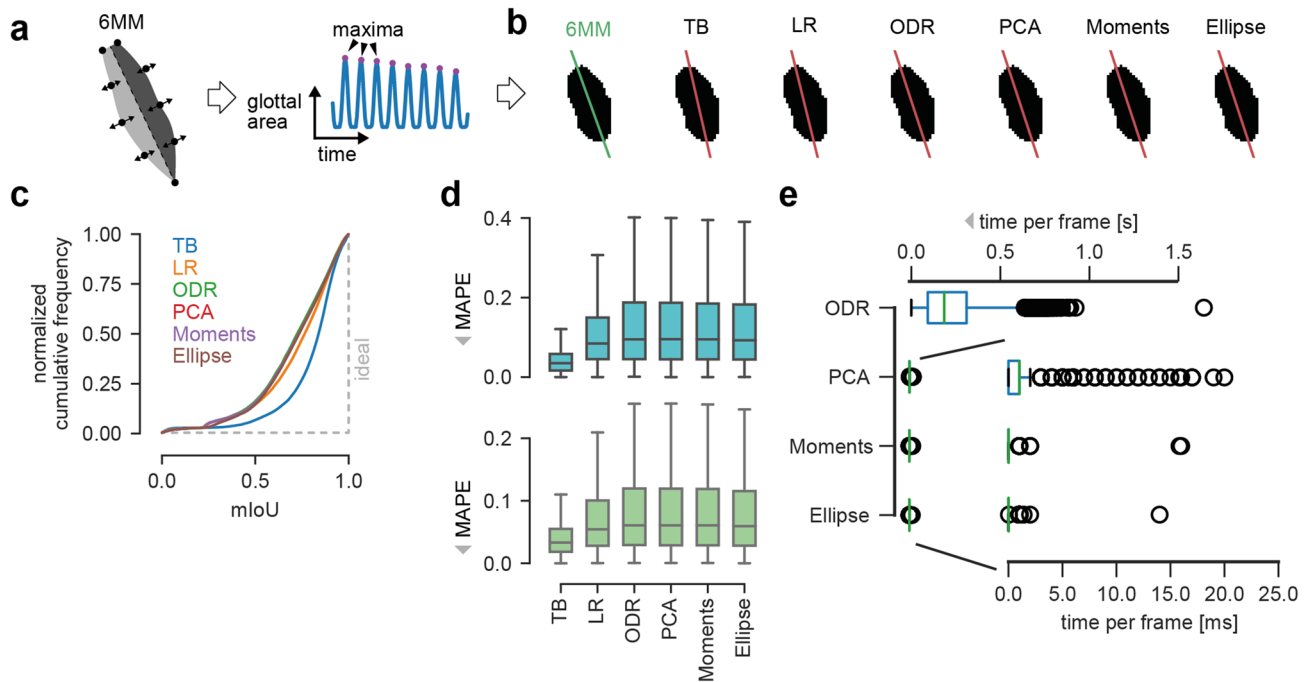 a
6MM
maxima
glottal
area
time
b
6MM
TB
LR
ODR
PCA
Moments
Ellipse
c
normalized
cumulative frequency
1.00
0.75
0.50
0.25
0.00
TB
LR
ODR
PCA
Moments
Ellipse
ideal
0.0
0.5
1.0
mIoU
d
MAPE
0.4
0.2
0.0
MAPE
0.2
0.1
0.0
TB
LR
ODR
PCA
Moments
Ellipse
e
time per frame [s]
0.0
0.5
1.0
1.5
ODR
PCA
Moments
Ellipse
0.0
5.0
10.0
15.0
20.0
25.0
time per frame [ms]